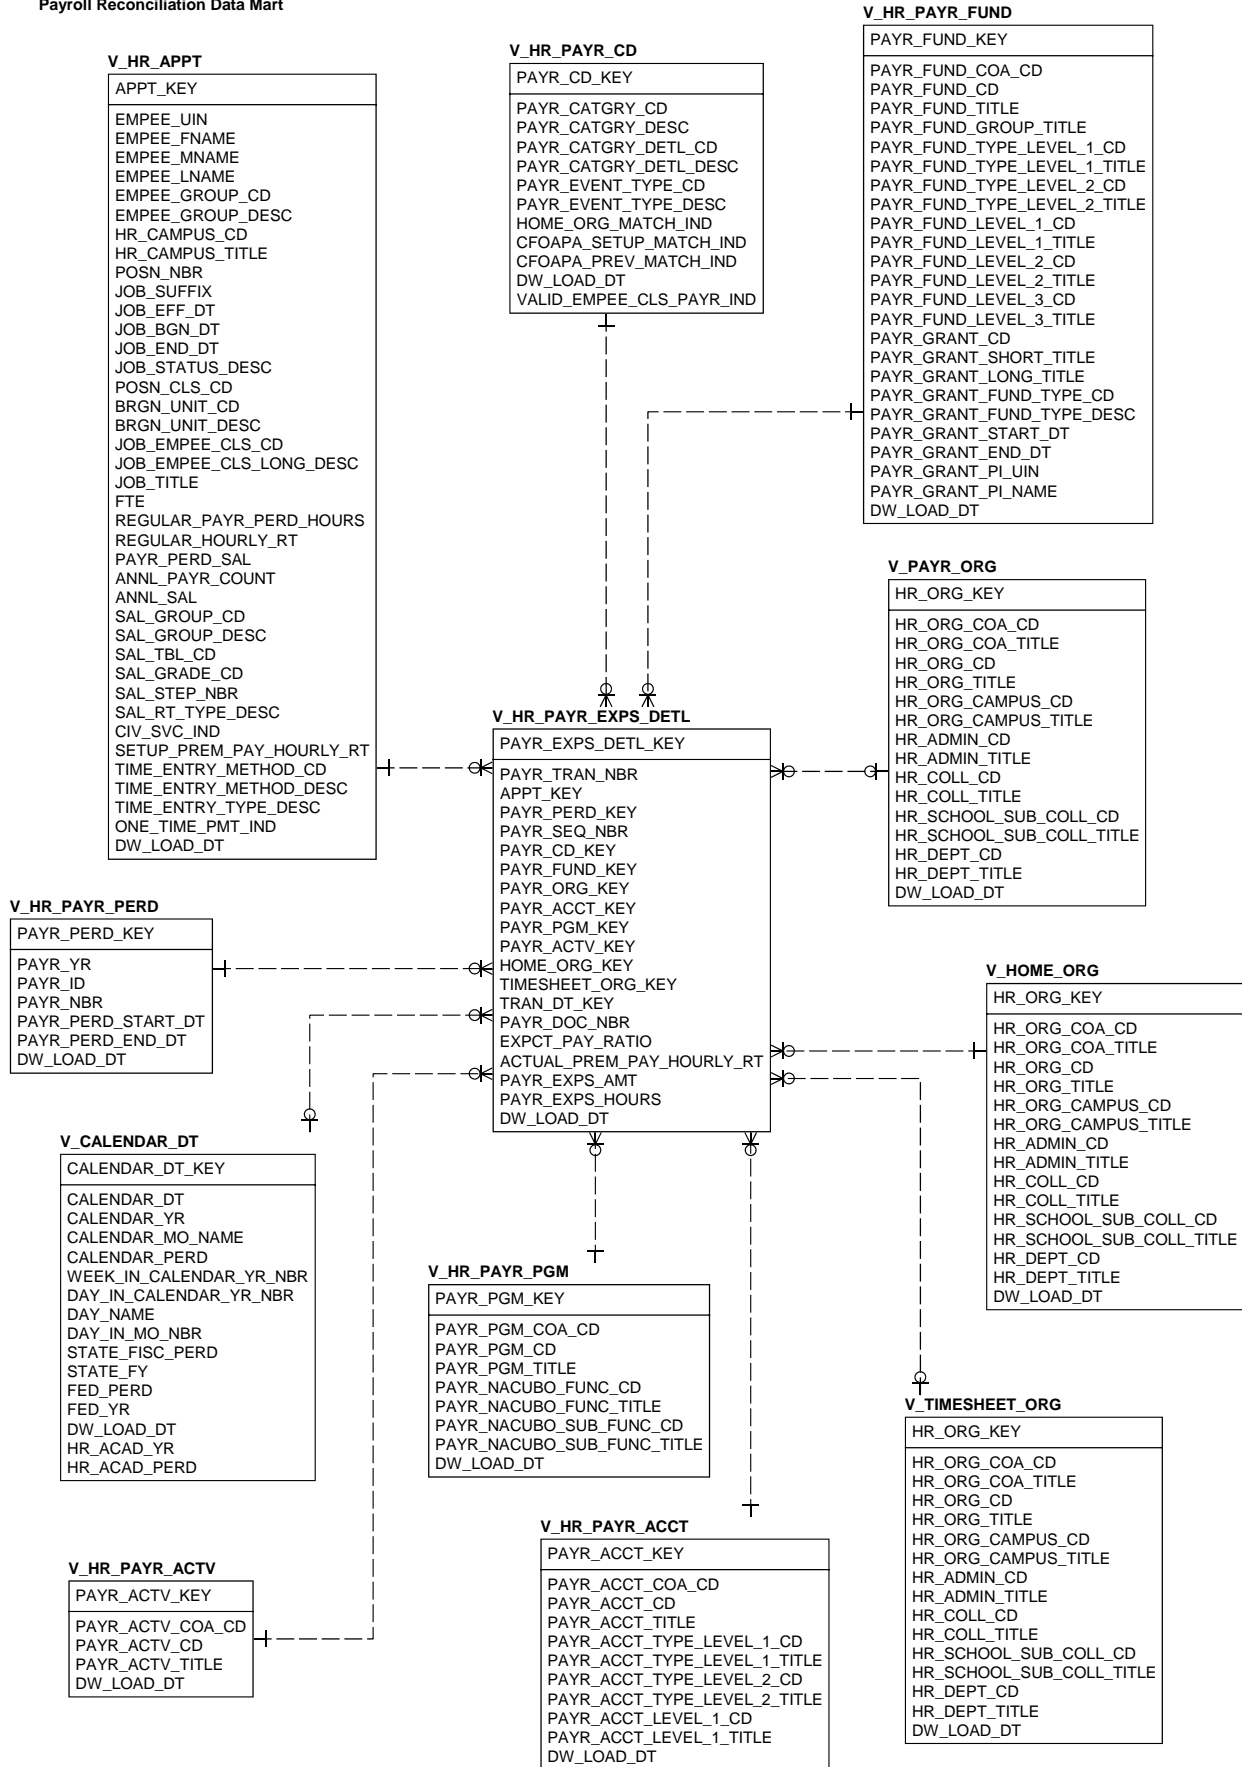 Payroll Reconciliation Data Mart
V_HR_APPT
APPT_KEY
EMPEE_UIN
EMPEE_FNAME
EMPEE_MNAME
EMPEE_LNAME
EMPEE_GROUP_CD
EMPEE_GROUP_DESC
HR_CAMPUS_CD
HR_CAMPUS_TITLE
POSN_NBR
JOB_SUFFIX
JOB_EFF_DT
JOB_BGN_DT
JOB_END_DT
JOB_STATUS_DESC
POSN_CLS_CD
BRGN_UNIT_CD
BRGN_UNIT_DESC
JOB_EMPEE_CLS_CD
JOB_EMPEE_CLS_LONG_DESC
JOB_TITLE
FTE
REGULAR_PAYR_PERD_HOURS
REGULAR_HOURLY_RT
PAYR_PERD_SAL
ANNL_PAYR_COUNT
ANNL_SAL
SAL_GROUP_CD
SAL_GROUP_DESC
SAL_TBL_CD
SAL_GRADE_CD
SAL_STEP_NBR
SAL_RT_TYPE_DESC
CIV_SVC_IND
SETUP_PREM_PAY_HOURLY_RT
TIME_ENTRY_METHOD_CD
TIME_ENTRY_METHOD_DESC
TIME_ENTRY_TYPE_DESC
ONE_TIME_PMT_IND
DW_LOAD_DT
V_HR_PAYR_CD
PAYR_CD_KEY
PAYR_CATGRY_CD
PAYR_CATGRY_DESC
PAYR_CATGRY_DETL_CD
PAYR_CATGRY_DETL_DESC
PAYR_EVENT_TYPE_CD
PAYR_EVENT_TYPE_DESC
HOME_ORG_MATCH_IND
CFOAPA_SETUP_MATCH_IND
CFOAPA_PREV_MATCH_IND
DW_LOAD_DT
VALID_EMPEE_CLS_PAYR_IND
V_HR_PAYR_FUND
PAYR_FUND_KEY
PAYR_FUND_COA_CD
PAYR_FUND_CD
PAYR_FUND_TITLE
PAYR_FUND_GROUP_TITLE
PAYR_FUND_TYPE_LEVEL_1_CD
PAYR_FUND_TYPE_LEVEL_1_TITLE
PAYR_FUND_TYPE_LEVEL_2_CD
PAYR_FUND_TYPE_LEVEL_2_TITLE
PAYR_FUND_LEVEL_1_CD
PAYR_FUND_LEVEL_1_TITLE
PAYR_FUND_LEVEL_2_CD
PAYR_FUND_LEVEL_2_TITLE
PAYR_FUND_LEVEL_3_CD
PAYR_FUND_LEVEL_3_TITLE
PAYR_GRANT_CD
PAYR_GRANT_SHORT_TITLE
PAYR_GRANT_LONG_TITLE
PAYR_GRANT_FUND_TYPE_CD
PAYR_GRANT_FUND_TYPE_DESC
PAYR_GRANT_START_DT
PAYR_GRANT_END_DT
PAYR_GRANT_PI_UIN
PAYR_GRANT_PI_NAME
DW_LOAD_DT
V_PAYR_ORG
HR_ORG_KEY
HR_ORG_COA_CD
HR_ORG_COA_TITLE
HR_ORG_CD
HR_ORG_TITLE
HR_ORG_CAMPUS_CD
HR_ORG_CAMPUS_TITLE
HR_ADMIN_CD
HR_ADMIN_TITLE
HR_COLL_CD
HR_COLL_TITLE
HR_SCHOOL_SUB_COLL_CD
HR_SCHOOL_SUB_COLL_TITLE
HR_DEPT_CD
HR_DEPT_TITLE
DW_LOAD_DT
V_HR_PAYR_EXPS_DETL
PAYR_EXPS_DETL_KEY
PAYR_TRAN_NBR
APPT_KEY
PAYR_PERD_KEY
PAYR_SEQ_NBR
PAYR_CD_KEY
PAYR_FUND_KEY
PAYR_ORG_KEY
PAYR_ACCT_KEY
PAYR_PGM_KEY
PAYR_ACTV_KEY
HOME_ORG_KEY
TIMESHEET_ORG_KEY
TRAN_DT_KEY
PAYR_DOC_NBR
EXPCT_PAY_RATIO
ACTUAL_PREM_PAY_HOURLY_RT
PAYR_EXPS_AMT
PAYR_EXPS_HOURS
DW_LOAD_DT
V_HR_PAYR_PERD
PAYR_PERD_KEY
PAYR_YR
PAYR_ID
PAYR_NBR
PAYR_PERD_START_DT
PAYR_PERD_END_DT
DW_LOAD_DT
V_HOME_ORG
HR_ORG_KEY
HR_ORG_COA_CD
HR_ORG_COA_TITLE
HR_ORG_CD
HR_ORG_TITLE
HR_ORG_CAMPUS_CD
HR_ORG_CAMPUS_TITLE
HR_ADMIN_CD
HR_ADMIN_TITLE
HR_COLL_CD
HR_COLL_TITLE
HR_SCHOOL_SUB_COLL_CD
HR_SCHOOL_SUB_COLL_TITLE
HR_DEPT_CD
HR_DEPT_TITLE
DW_LOAD_DT
V_CALENDAR_DT
CALENDAR_DT_KEY
CALENDAR_DT
CALENDAR_YR
CALENDAR_MO_NAME
CALENDAR_PERD
WEEK_IN_CALENDAR_YR_NBR
DAY_IN_CALENDAR_YR_NBR
DAY_NAME
DAY_IN_MO_NBR
STATE_FISC_PERD
STATE_FY
FED_PERD
FED_YR
DW_LOAD_DT
HR_ACAD_YR
HR_ACAD_PERD
V_HR_PAYR_PGM
PAYR_PGM_KEY
PAYR_PGM_COA_CD
PAYR_PGM_CD
PAYR_PGM_TITLE
PAYR_NACUBO_FUNC_CD
PAYR_NACUBO_FUNC_TITLE
PAYR_NACUBO_SUB_FUNC_CD
PAYR_NACUBO_SUB_FUNC_TITLE
DW_LOAD_DT
V_TIMESHEET_ORG
HR_ORG_KEY
HR_ORG_COA_CD
HR_ORG_COA_TITLE
HR_ORG_CD
HR_ORG_TITLE
HR_ORG_CAMPUS_CD
HR_ORG_CAMPUS_TITLE
HR_ADMIN_CD
HR_ADMIN_TITLE
HR_COLL_CD
HR_COLL_TITLE
HR_SCHOOL_SUB_COLL_CD
HR_SCHOOL_SUB_COLL_TITLE
HR_DEPT_CD
HR_DEPT_TITLE
DW_LOAD_DT
V_HR_PAYR_ACTV
PAYR_ACTV_KEY
PAYR_ACTV_COA_CD
PAYR_ACTV_CD
PAYR_ACTV_TITLE
DW_LOAD_DT
V_HR_PAYR_ACCT
PAYR_ACCT_KEY
PAYR_ACCT_COA_CD
PAYR_ACCT_CD
PAYR_ACCT_TITLE
PAYR_ACCT_TYPE_LEVEL_1_CD
PAYR_ACCT_TYPE_LEVEL_1_TITLE
PAYR_ACCT_TYPE_LEVEL_2_CD
PAYR_ACCT_TYPE_LEVEL_2_TITLE
PAYR_ACCT_LEVEL_1_CD
PAYR_ACCT_LEVEL_1_TITLE
DW_LOAD_DT